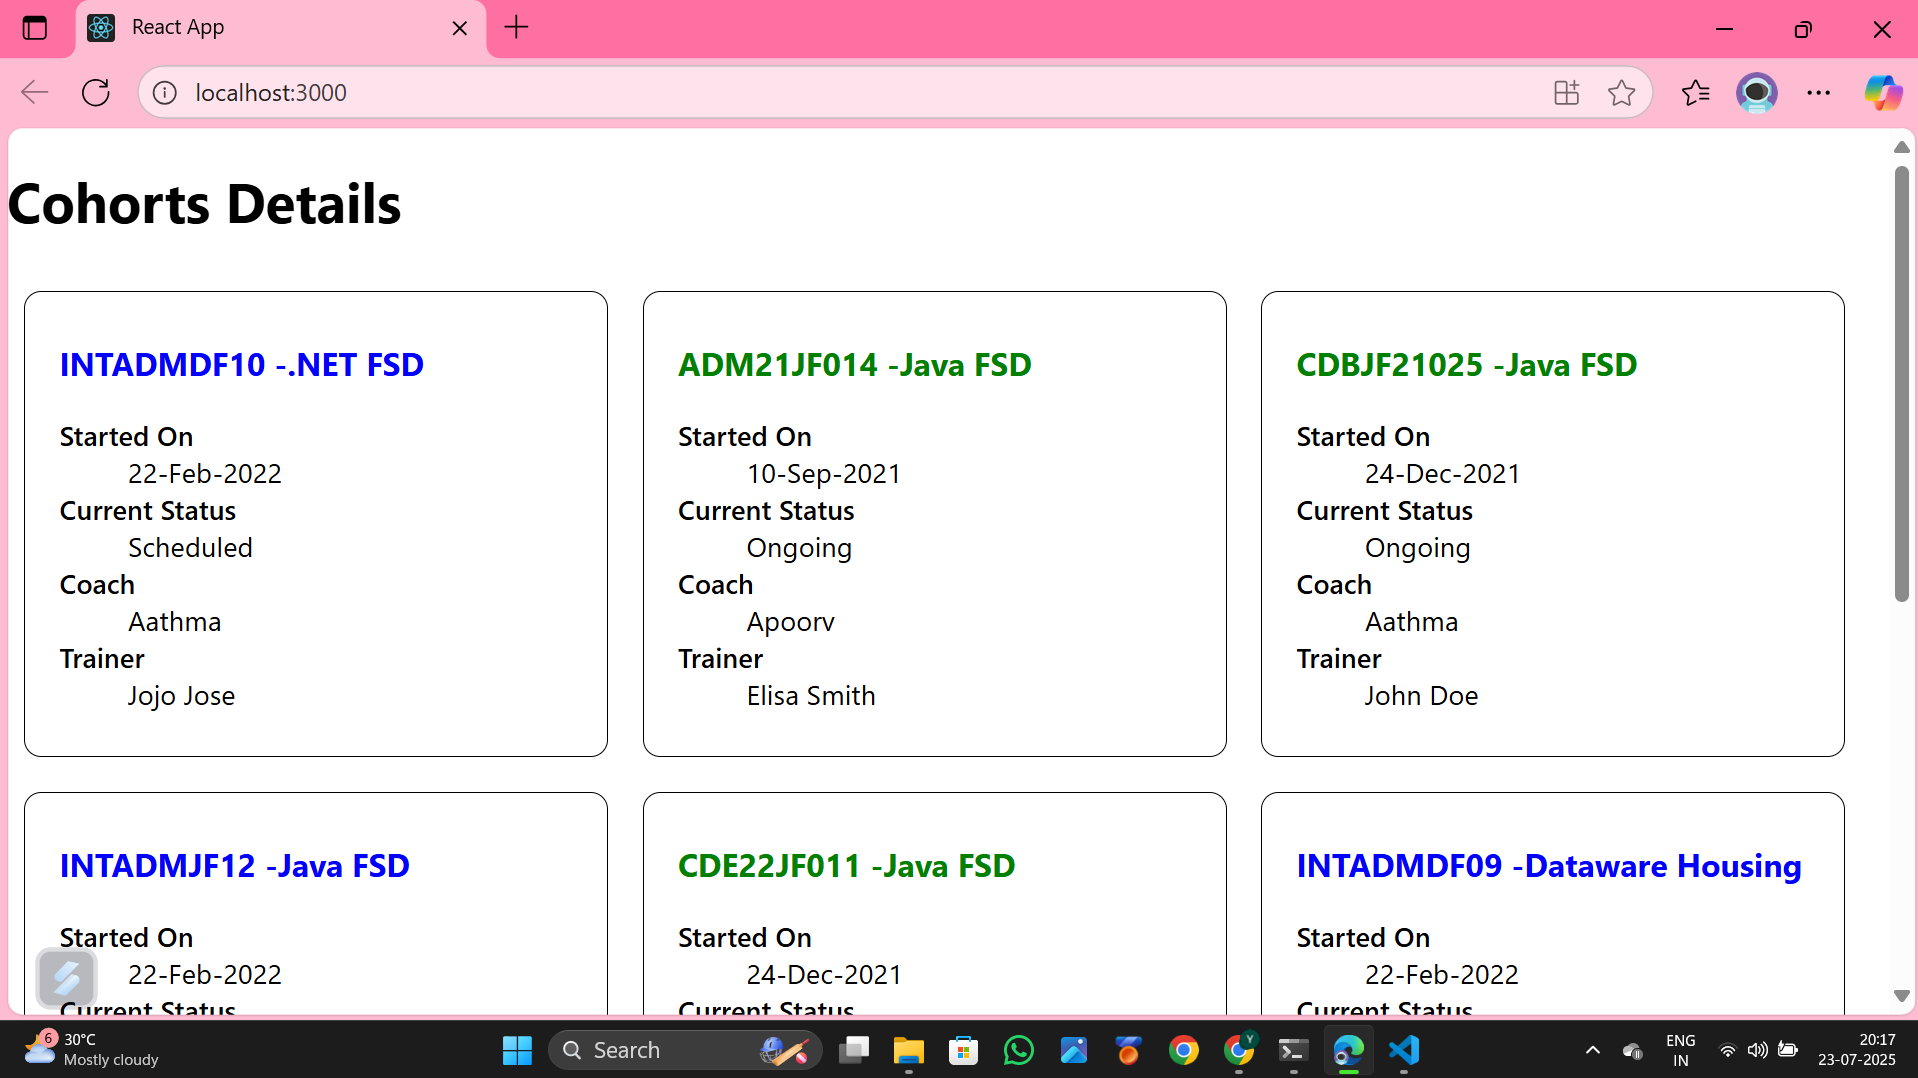 React App
localhost:3000
Cohorts Details
INTADMDF10 -.NET FSD
Started On
22-Feb-2022
Current Status
Scheduled
Coach
Aathma
Trainer
Jojo Jose
ADM21JF014 -Java FSD
Started On
10-Sep-2021
Current Status
Ongoing
Coach
Apoorv
Trainer
Elisa Smith
CDBJF21025 -Java FSD
Started On
24-Dec-2021
Current Status
Ongoing
Coach
Aathma
Trainer
John Doe
INTADMJF12 -Java FSD
Started On
22-Feb-2022
Current Status
CDE22JF011 -Java FSD
Started On
24-Dec-2021
Current Status
INTADMDF09 -Dataware Housing
Started On
22-Feb-2022
Current Status
6
30°C
Mostly cloudy
Search
Y
ENG
IN
20:17
23-07-2025